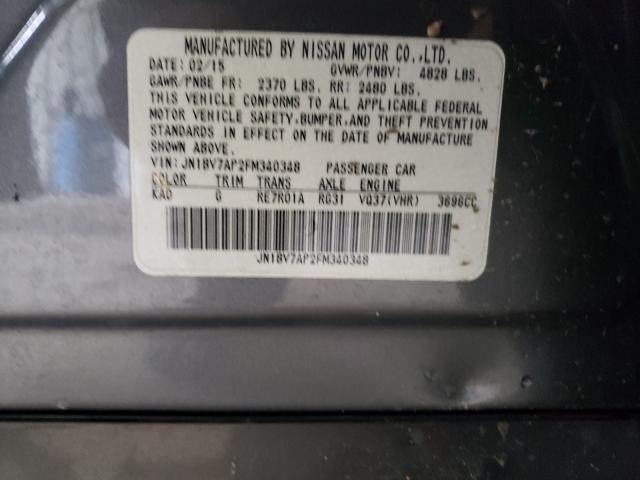 MANUFACTURED BY NISSAN MOTOR CO.,LTD.
DATE: 02/15 GVWR/PNBV: 4828 LBS.
GAWR/PNBE FR: 2370 LBS. RR: 2480 LBS.
THIS VEHICLE CONFORMS TO ALL APPLICABLE FEDERAL
MOTOR VEHICLE SAFETY,BUMPER,AND THEFT PREVENTION
STANDARDS IN EFFECT ON THE DATE OF MANUFACTURE
SHOWN ABOVE.
VIN: JN1BV7AP2FM340348 PASSENGER CAR
COLOR TRIM TRANS AXLE ENGINE
KAD G RE7R01A RG31 VQ37(VHR) 3696CC
JN1BV7AP2FM340348